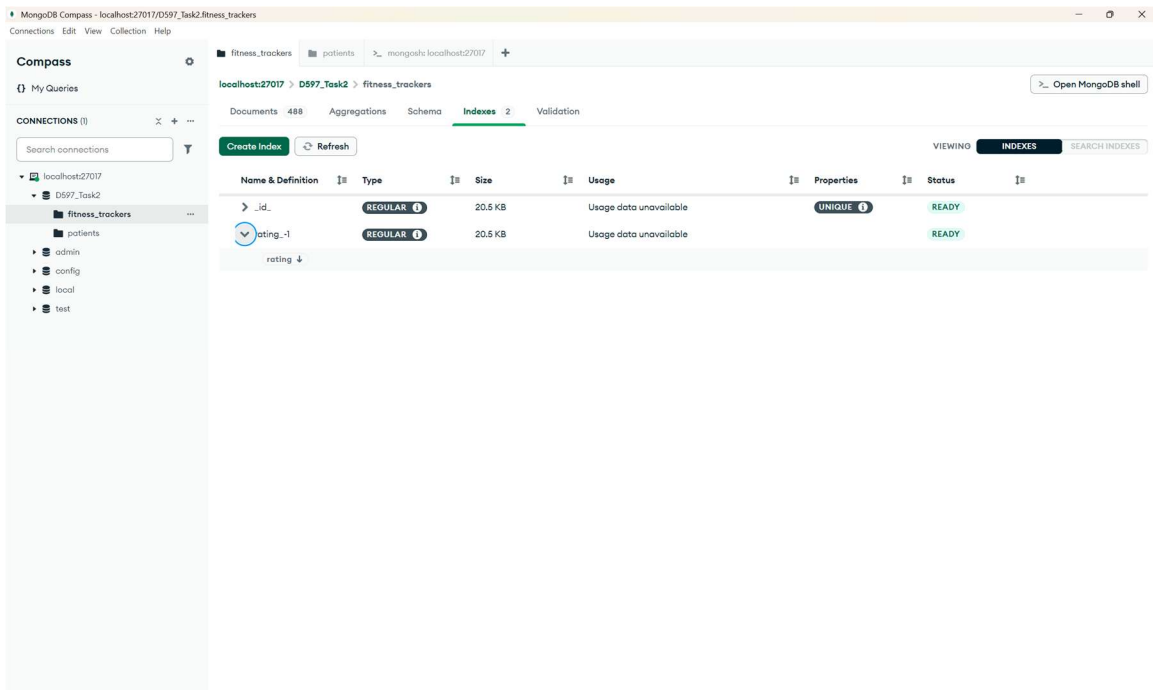 MongoDB Compass - localhost:27017/D597_Task2.fitness_trackers
Connections Edit View Collection Help
Compass
{} My Queries
CONNECTIONS (1)
Search connections
localhost:27017
D597_Task2
fitness_trackers
patients
admin
config
local
test
fitness_trackers patients >_ mongosh: localhost:27017 +
localhost:27017 > D597_Task2 > fitness_trackers
>_ Open MongoDB shell
Documents 488 Aggregations Schema Indexes 2 Validation
Create Index Refresh
VIEWING INDEXES SEARCH INDEXES
Name & Definition Type Size Usage Properties Status
_id_ REGULAR 20.5 KB Usage data unavailable UNIQUE READY
ating_-1 REGULAR 20.5 KB Usage data unavailable READY
rating ↓